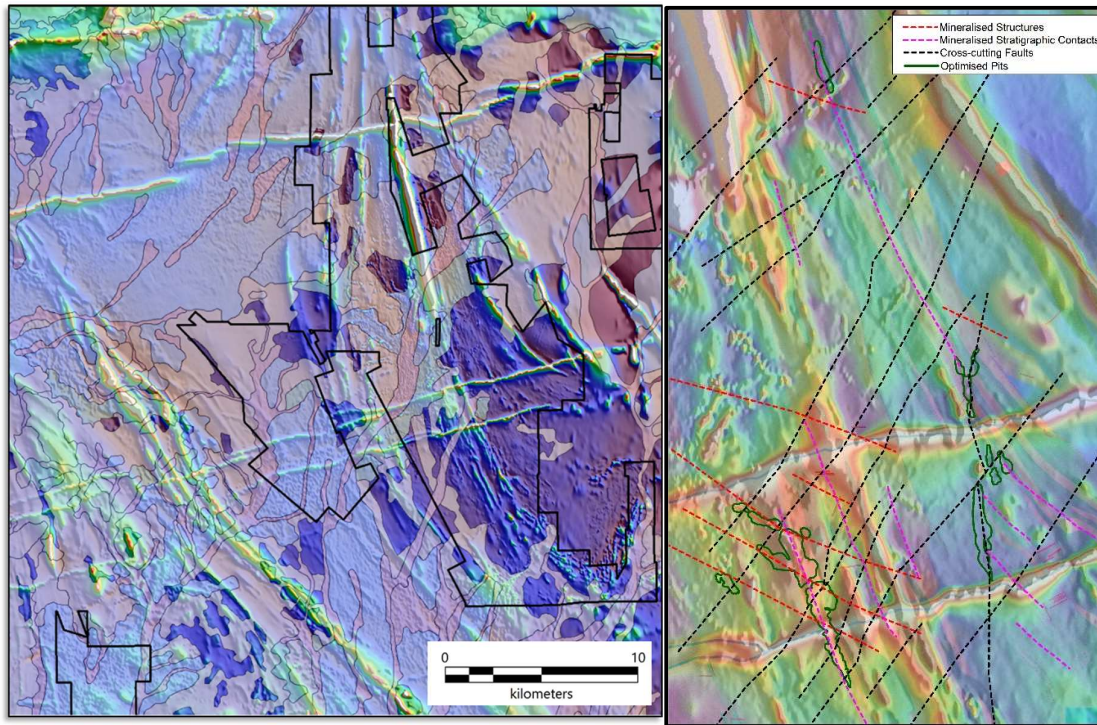 0 10
kilometers
Mineralised Structures
Mineralised Stratigraphic Contacts
Cross-cutting Faults
Optimised Pits